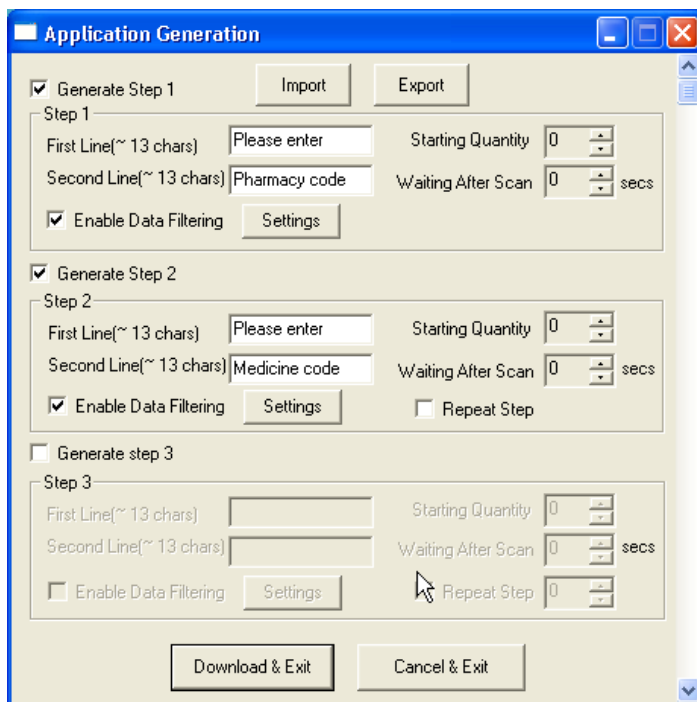 Application Generation
Generate Step 1 Import Export
Step 1
First Line(~ 13 chars) Please enter Starting Quantity 0
Second Line(~ 13 chars) Pharmacy code Waiting After Scan 0 secs
Enable Data Filtering Settings
Generate Step 2
Step 2
First Line(~ 13 chars) Please enter Starting Quantity 0
Second Line(~ 13 chars) Medicine code Waiting After Scan 0 secs
Enable Data Filtering Settings Repeat Step
Generate step 3
Step 3
First Line(~ 13 chars) Starting Quantity 0
Second Line(~ 13 chars) Waiting After Scan 0 secs
Enable Data Filtering Settings Repeat Step 0
Download & Exit Cancel & Exit